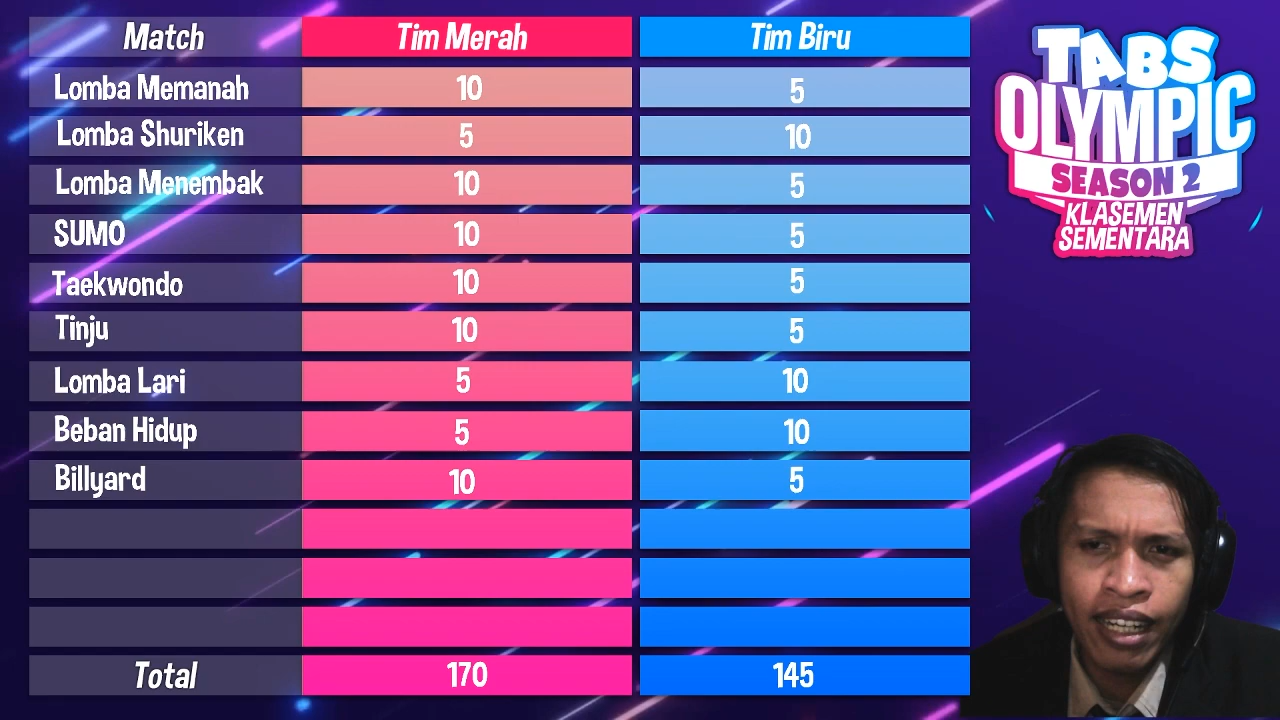 Match Tim Merah Tim Biru
Lomba Memanah 10 5
Lomba Shuriken 5 10
Lomba Menembak 10 5
SUMO 10 5
Taekwondo 10 5
Tinju 10 5
Lomba Lari 5 10
Beban Hidup 5 10
Billyard 10 5
Total 170 145
TABS
OLYMPIC
SEASON 2
KLASEMEN
SEMENTARA